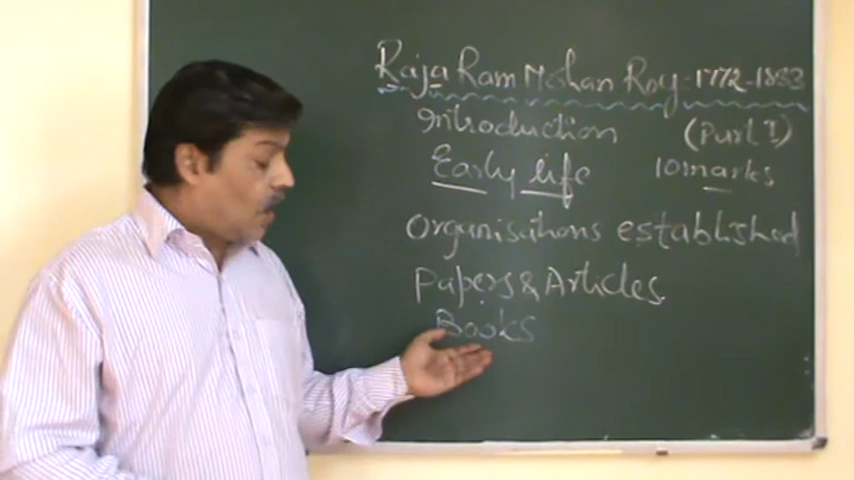 Raja Ram Mohan Roy: 1772-1833
Introduction (Part I)
Early life 10 marks
Organisations established
Papers & Articles
Books